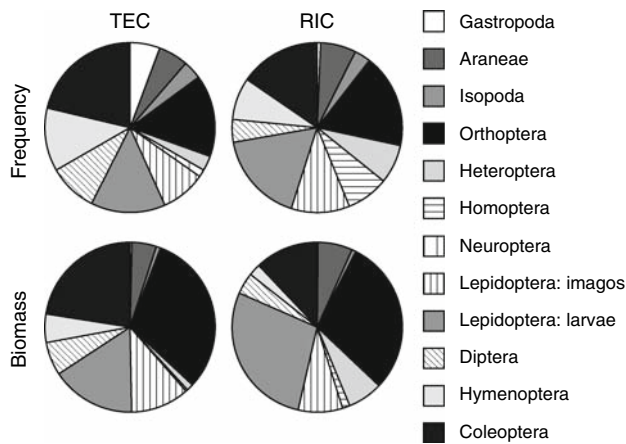 TEC
RIC
Frequency
Biomass
Gastropoda
Araneae
Isopoda
Orthoptera
Heteroptera
Homoptera
Neuroptera
Lepidoptera: imagos
Lepidoptera: larvae
Diptera
Hymenoptera
Coleoptera